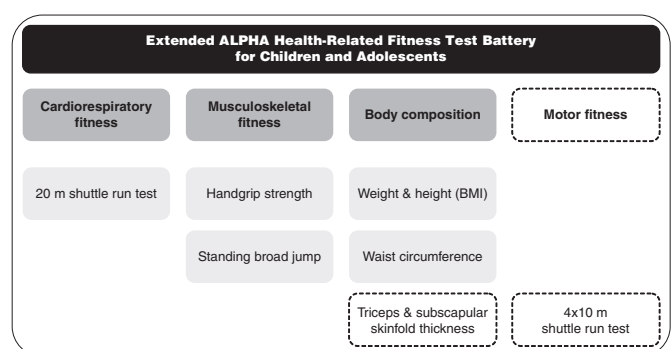 Extended ALPHA Health-Related Fitness Test Battery
for Children and Adolescents
Cardiorespiratory
fitness
Musculoskeletal
fitness
Body composition
Motor fitness
20 m shuttle run test
Handgrip strength
Weight & height (BMI)
Standing broad jump
Waist circumference
Triceps & subscapular
skinfold thickness
4x10 m
shuttle run test